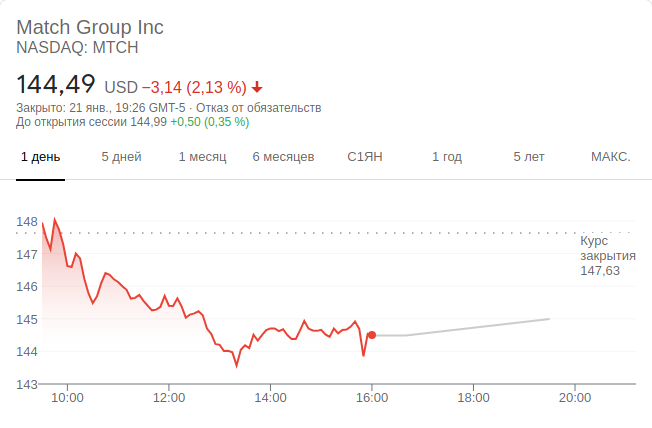 Match Group Inc
NASDAQ: MTCH
144,49 USD −3,14 (2,13 %)
Закрыто: 21 янв., 19:26 GMT-5 · Отказ от обязательств
До открытия сессии 144,99 +0,50 (0,35 %)
1 день 5 дней 1 месяц 6 месяцев С1ЯН 1 год 5 лет МАКС.
148
Курс
закрытия
147,63
147
146
145
144
143
10:00 12:00 14:00 16:00 18:00 20:00